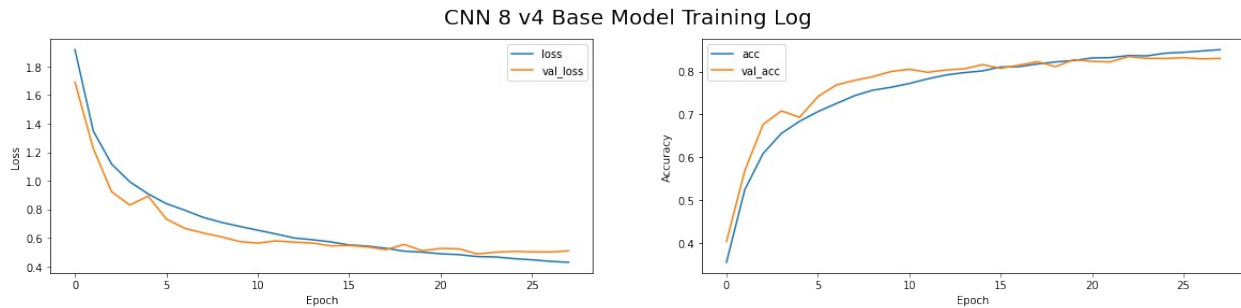 CNN 8 v4 Base Model Training Log
loss
val_loss
1.8
1.6
1.4
1.2
1.0
0.8
0.6
0.4
Loss
0 5 10 15 20 25
Epoch
acc
val_acc
0.8
0.7
0.6
0.5
0.4
Accuracy
0 5 10 15 20 25
Epoch